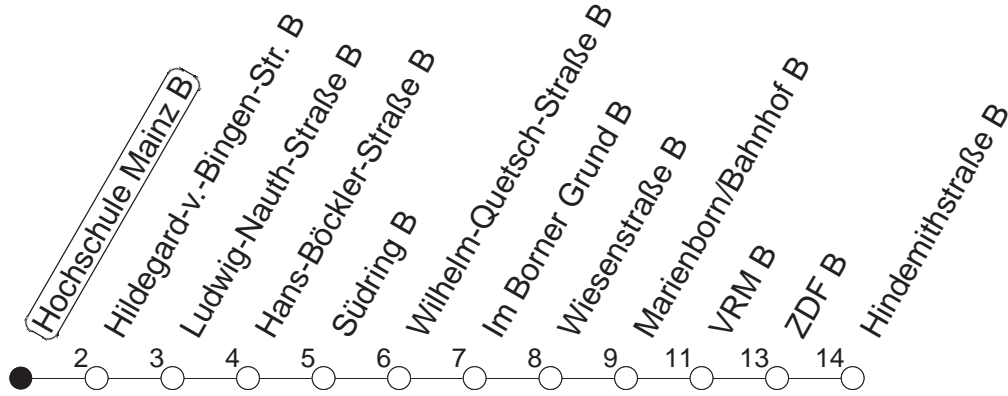 Hochschule Mainz B
Hildegard-v.-Bingen-Str. B
Ludwig-Nauth-Straße B
Hans-Böckler-Straße B
Südring B
Wilhelm-Quetsch-Straße B
Im Borner Grund B
Wiesenstraße B
Marienborn/Bahnhof B
VRM B
ZDF B
Hindemithstraße B
2 3 4 5 6 7 8 9 11 13 14